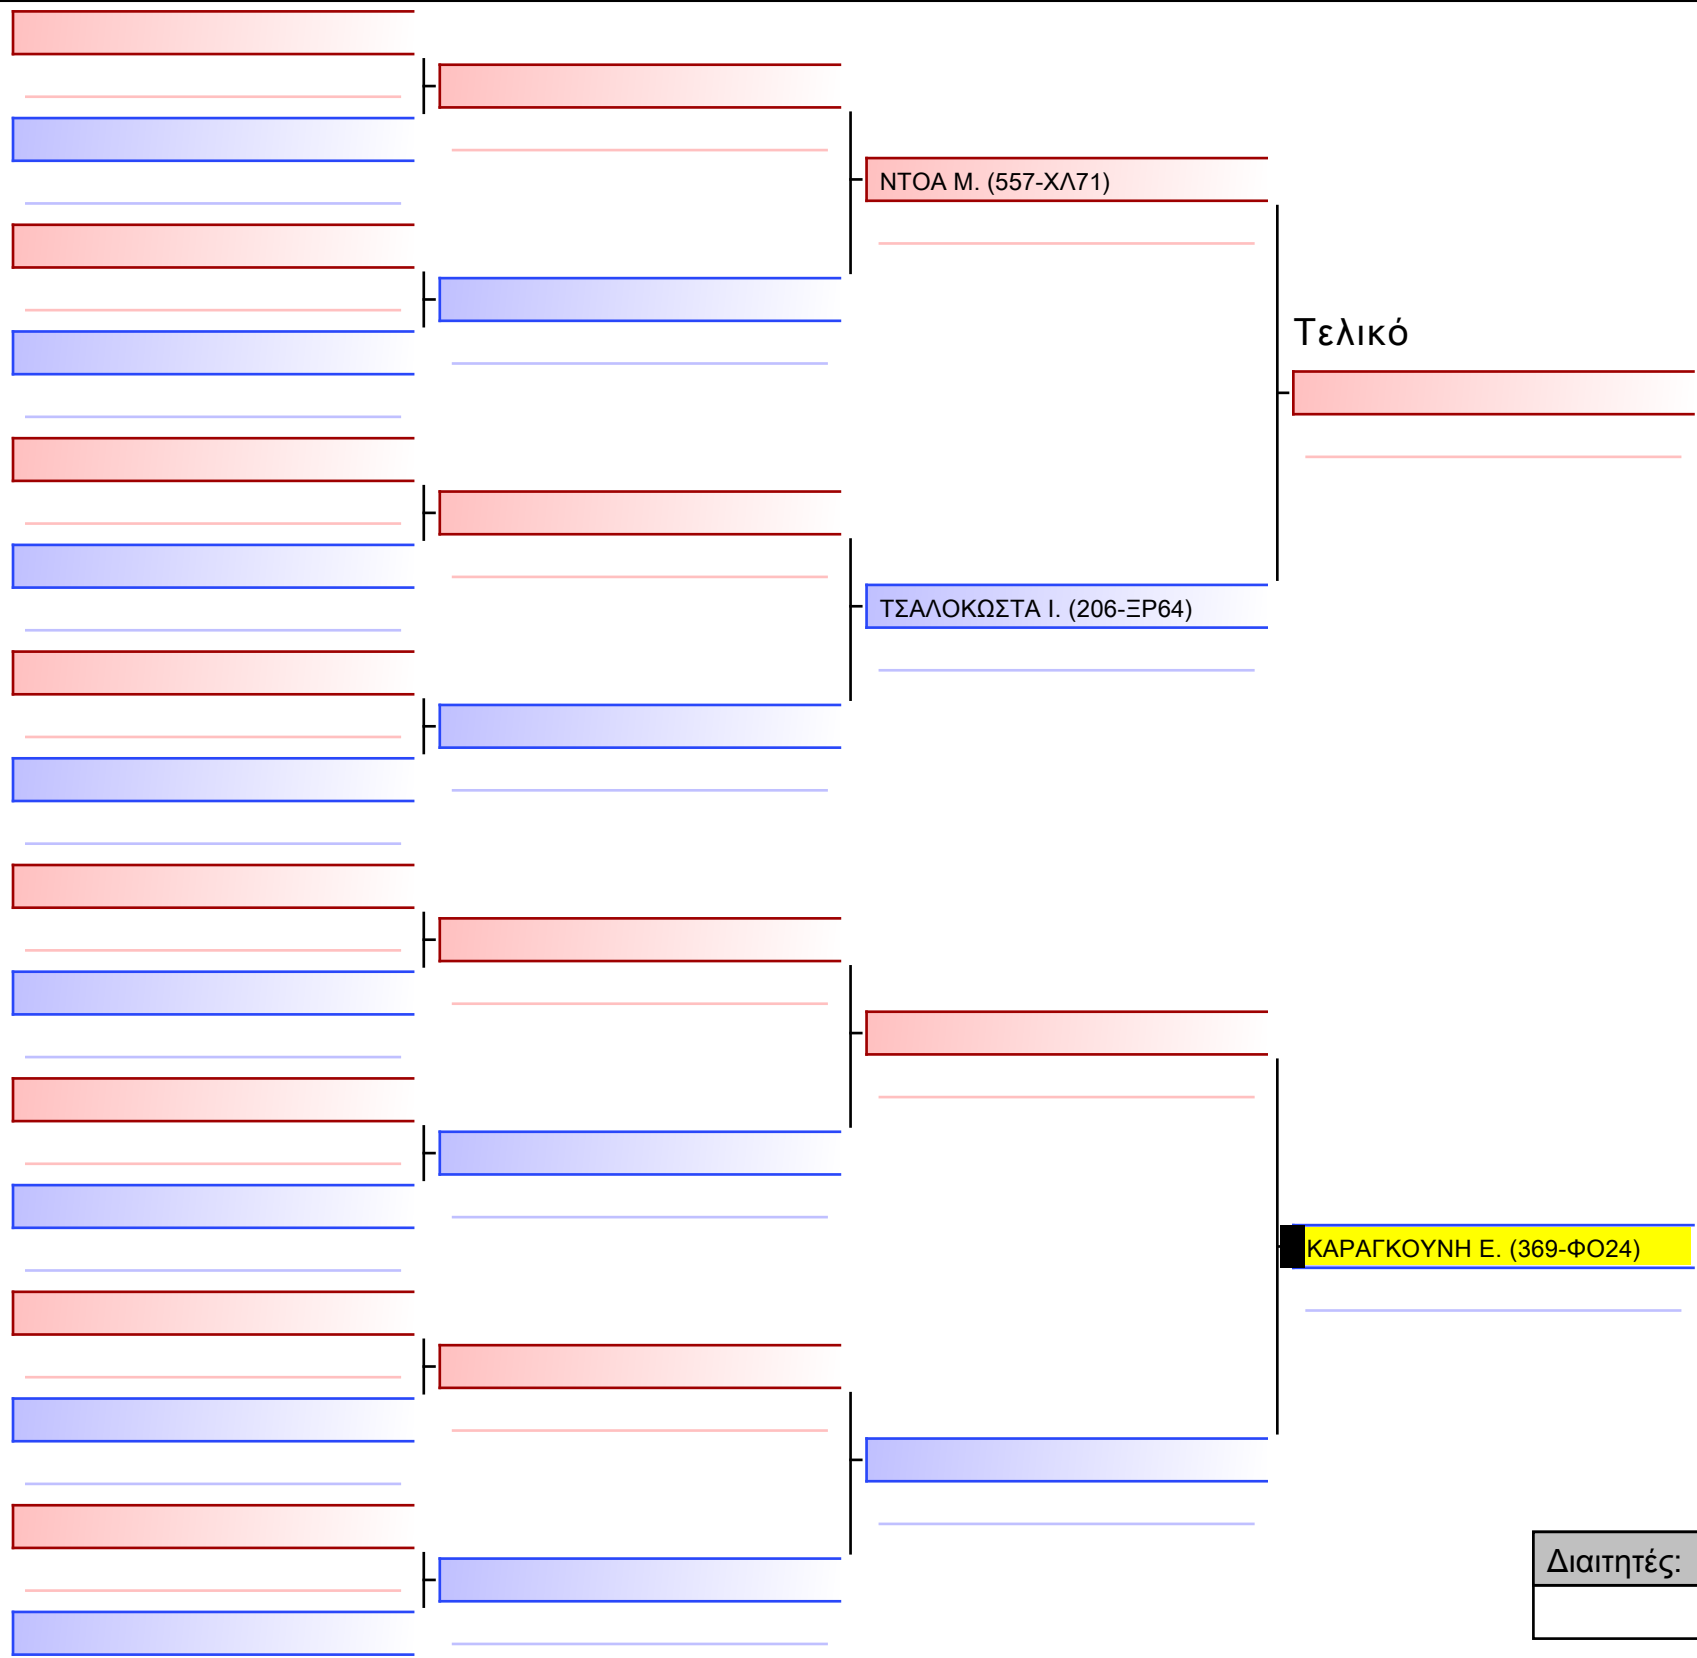 ΝΤΟΑ Μ. (557-ΧΛ71)
Τελικό
ΤΣΑΛΟΚΩΣΤΑ Ι. (206-ΞΡ64)
ΚΑΡΑΓΚΟΥΝΗ Ε. (369-ΦΟ24)
Διαιτητές: